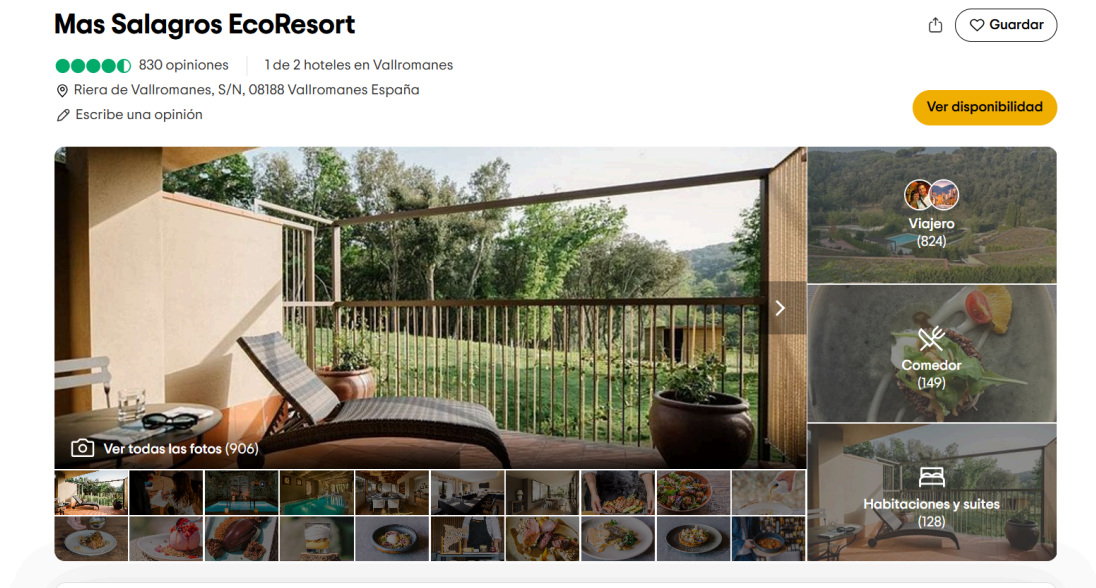 Mas Salagros EcoResort
Guardar
830 opiniones
1 de 2 hoteles en Vallromanes
Riera de Vallromanes, S/N, 08188 Vallromanes España
Escribe una opinión
Ver disponibilidad
Viajero
(824)
Comedor
(149)
Ver todas las fotos (906)
Habitaciones y suites
(128)